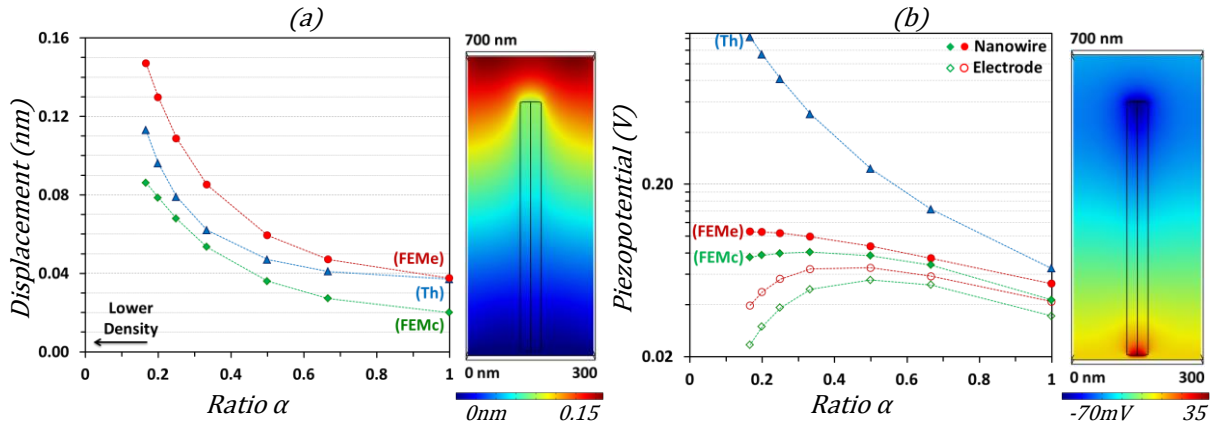 (a)
Displacement (nm)
0.16
0.12
0.08
0.04
0.00
(FEMe)
(Th)
(FEMc)
Lower
Density
0
0.2
0.4
0.6
0.8
1
Ratio α
700 nm
0 nm
300
0nm
0.15
(b)
Piezopotential (V)
0.20
0.02
(Th)
(FEMe)
(FEMc)
Nanowire
Electrode
0
0.2
0.4
0.6
0.8
1
Ratio α
700 nm
0 nm
300
-70mV
35